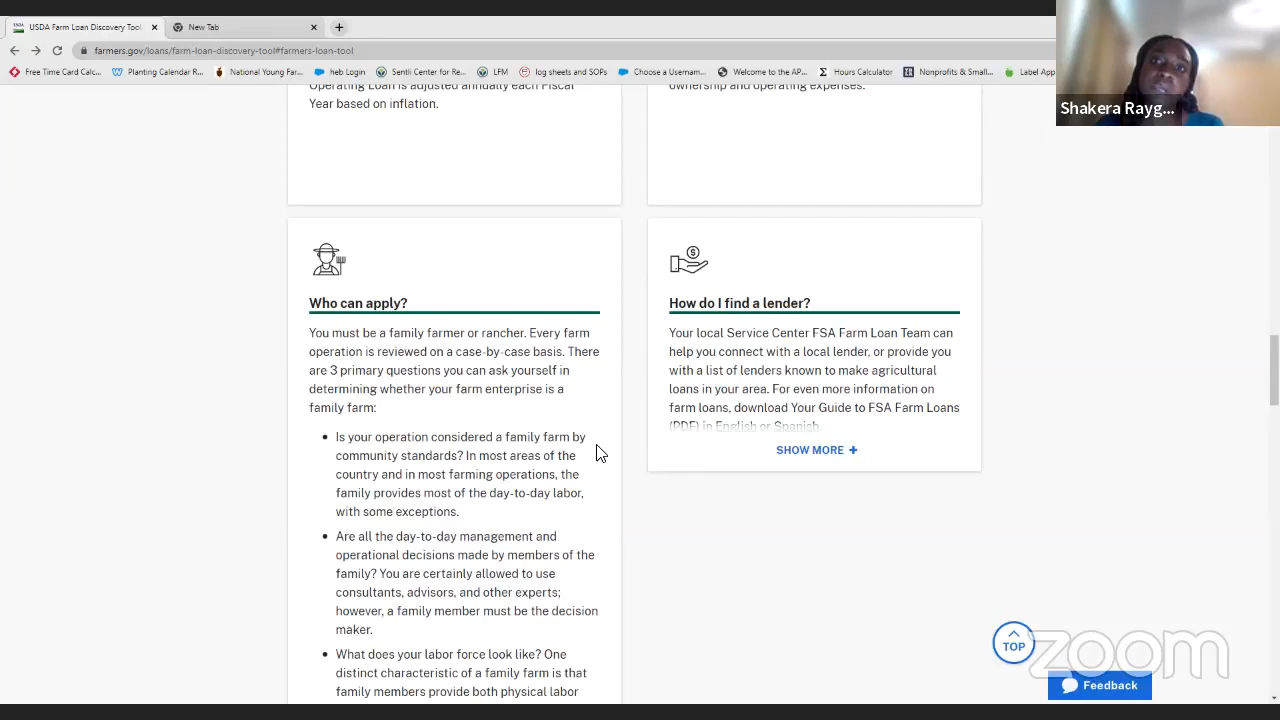 USDA Farm Loan Discovery Tool
New Tab
farmers.gov/loans/farm-loan-discovery-tool#farmers-loan-tool
Free Time Card Calc...
Planting Calendar R...
National Young Far...
heb Login
Sentli Center for Re...
LFM
log sheets and SOPs
Choose a Usernam...
Welcome to the AP...
Hours Calculator
Nonprofits & Small...
Label App
Shakera Rayg...
Operating Loan is adjusted annually each Fiscal
Year based on inflation.
ownership and operating expenses.
Who can apply?
You must be a family farmer or rancher. Every farm
operation is reviewed on a case-by-case basis. There
are 3 primary questions you can ask yourself in
determining whether your farm enterprise is a
family farm:
• Is your operation considered a family farm by
community standards? In most areas of the
country and in most farming operations, the
family provides most of the day-to-day labor,
with some exceptions.
• Are all the day-to-day management and
operational decisions made by members of the
family? You are certainly allowed to use
consultants, advisors, and other experts;
however, a family member must be the decision
maker.
• What does your labor force look like? One
distinct characteristic of a family farm is that
family members provide both physical labor
How do I find a lender?
Your local Service Center FSA Farm Loan Team can
help you connect with a local lender, or provide you
with a list of lenders known to make agricultural
loans in your area. For even more information on
farm loans, download Your Guide to FSA Farm Loans
(PDF) in English or Spanish.
SHOW MORE +
TOP
zoom
Feedback